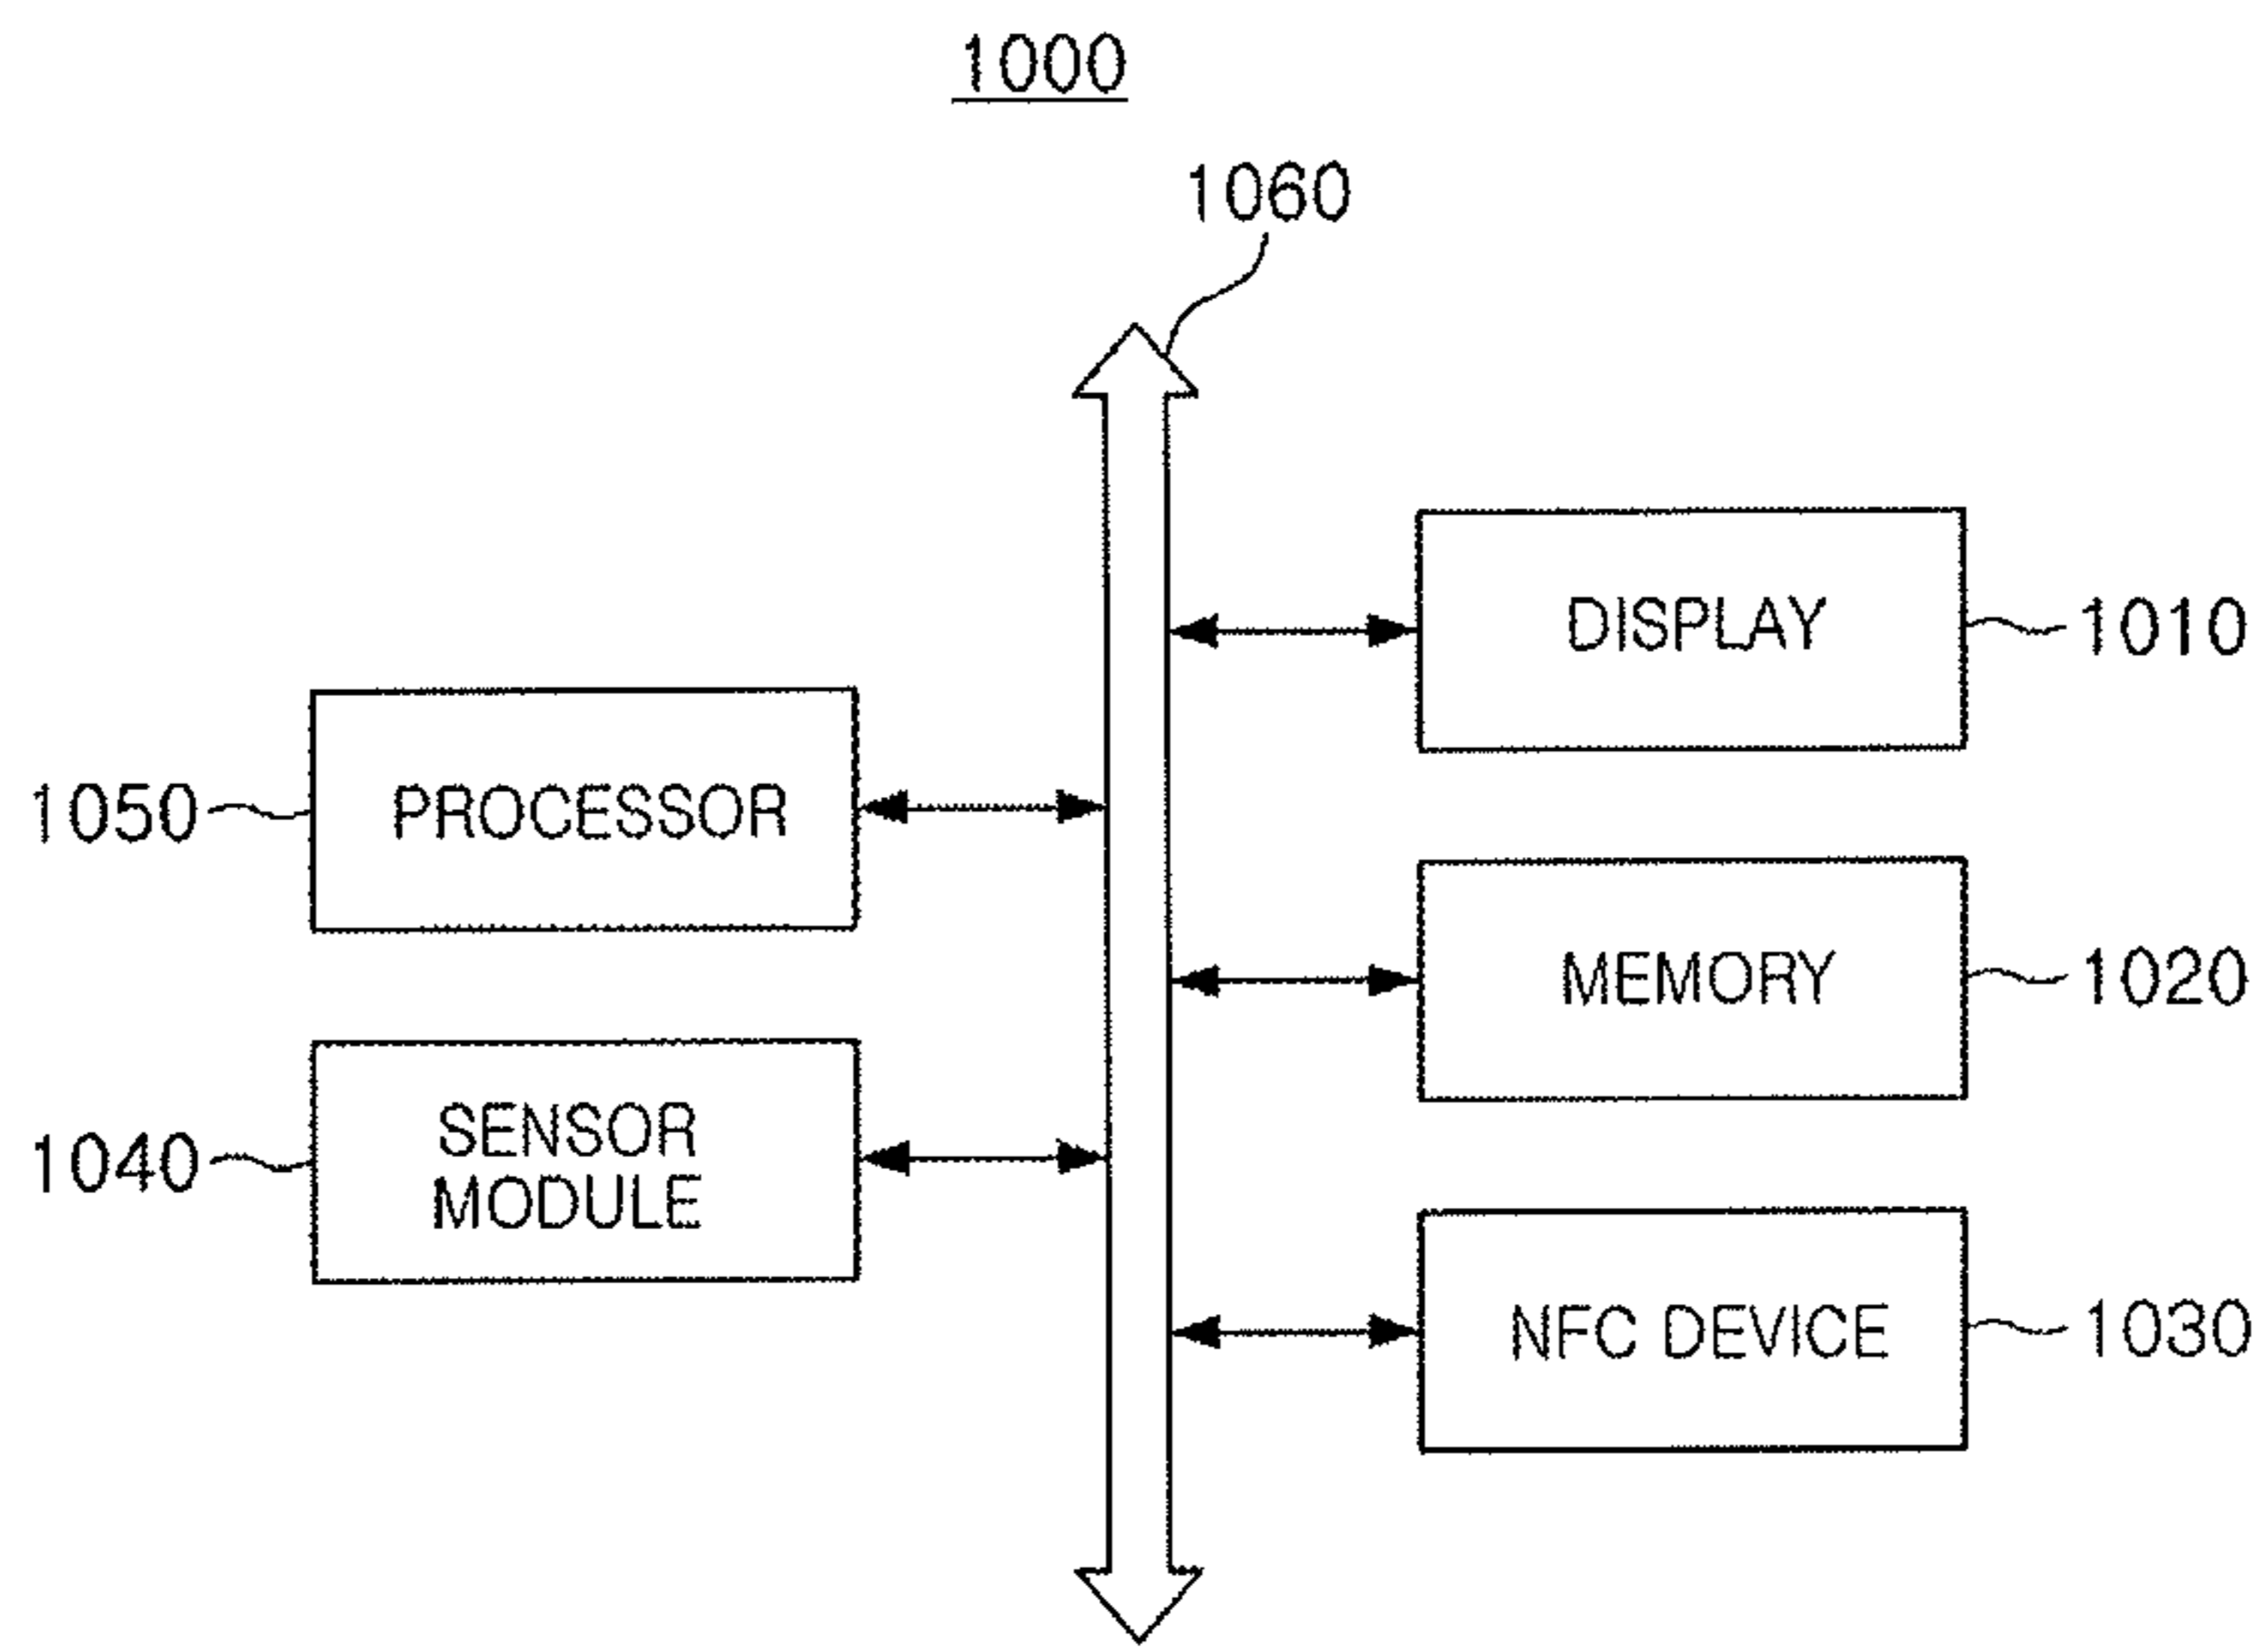 1000
1060
DISPLAY
1010
1050
PROCESSOR
MEMORY
1020
1040
SENSOR
MODULE
NFC DEVICE
1030